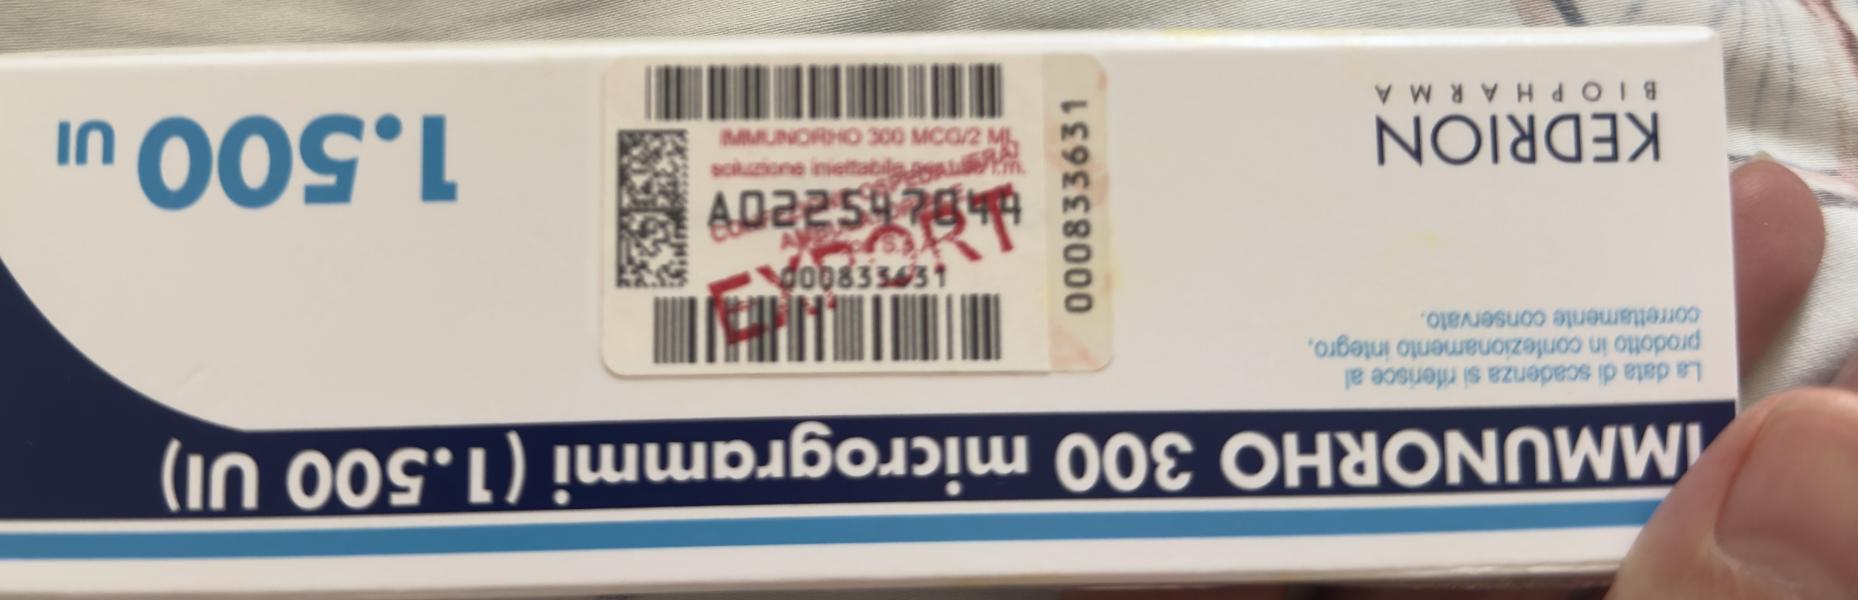 IMMUNORHO 300 microgrammi (1.500 UI)
La data di scadenza si riferisce al
prodotto in confezionamento integro,
correttamente conservato.
KEDRION
BIOPHARMA
1.500 UI
IMMUNORHO 300 MCG/2 ML
soluzione iniettabile per uso i.m.
A022547044
000833631
EXPORT
000833631